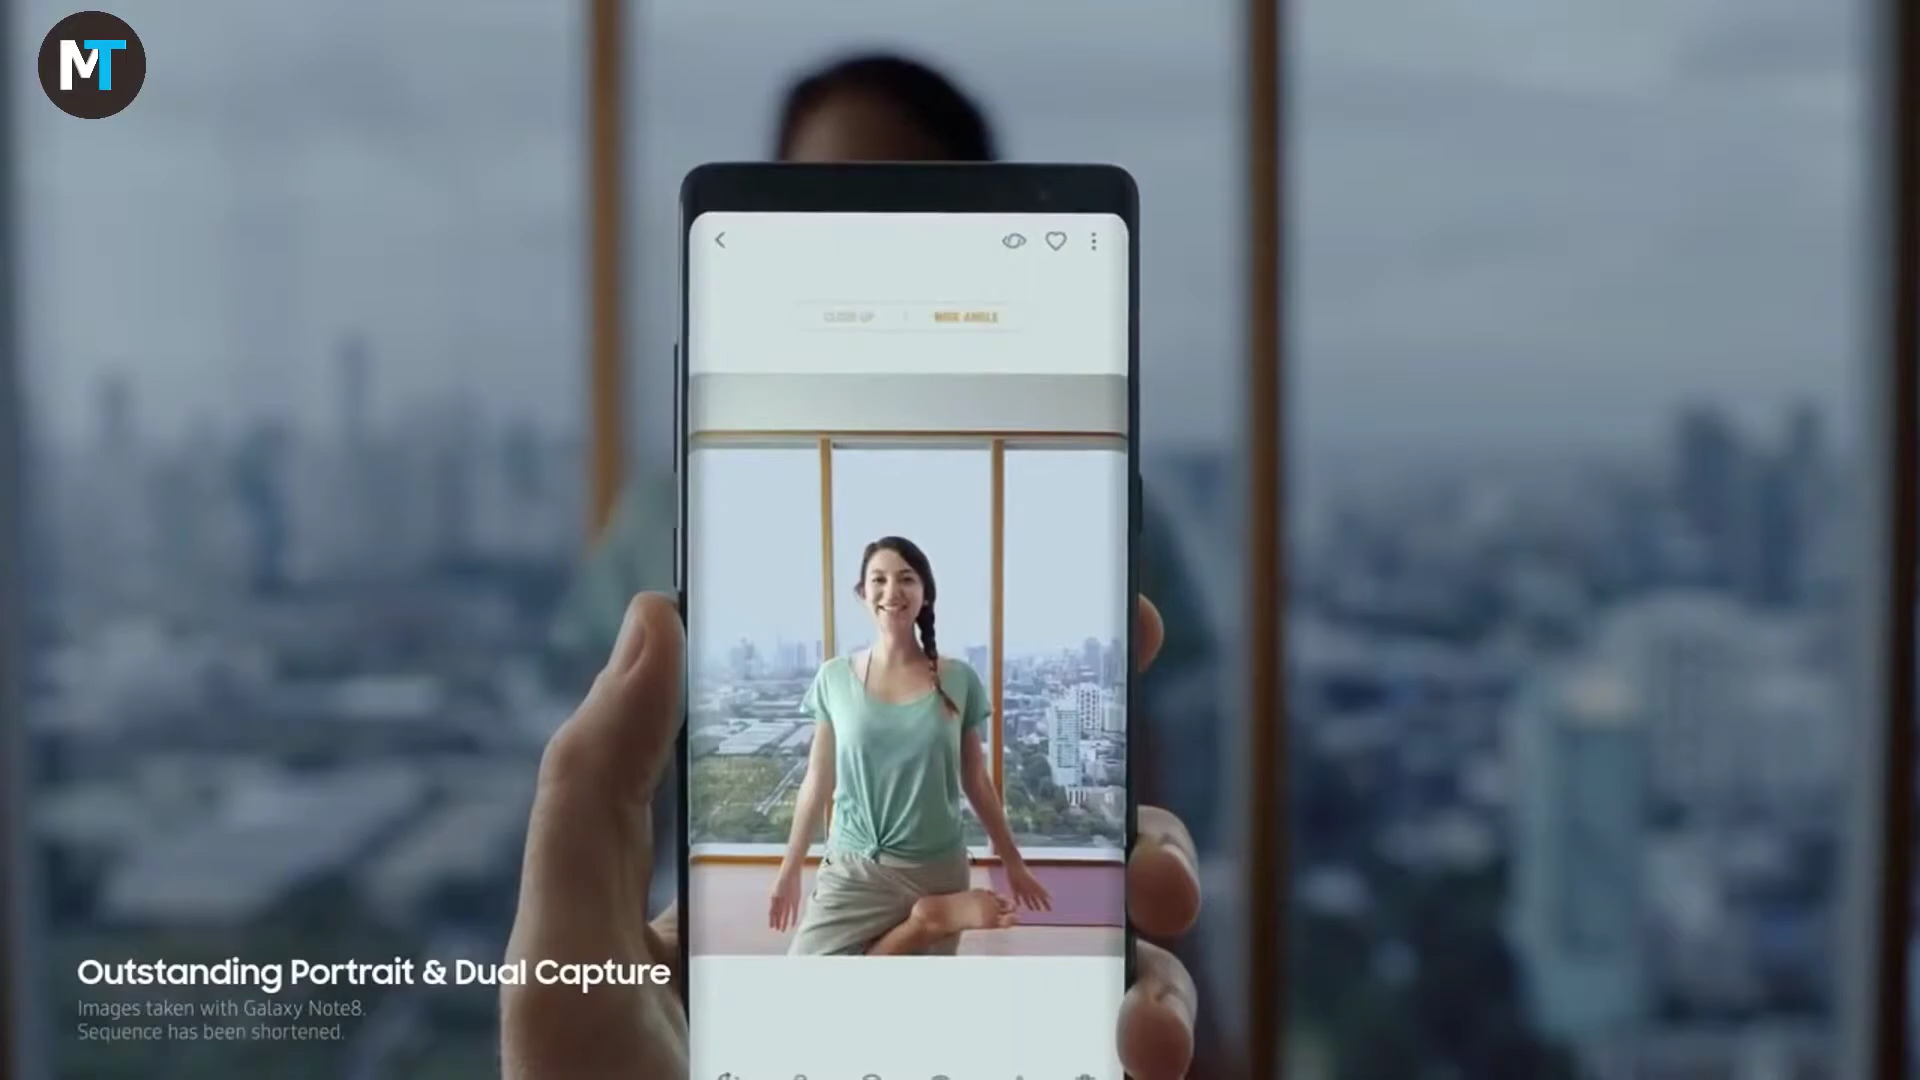 MT
CLOSE-UP
WIDE-ANGLE
Outstanding Portrait & Dual Capture
Images taken with Galaxy Note8.
Sequence has been shortened.